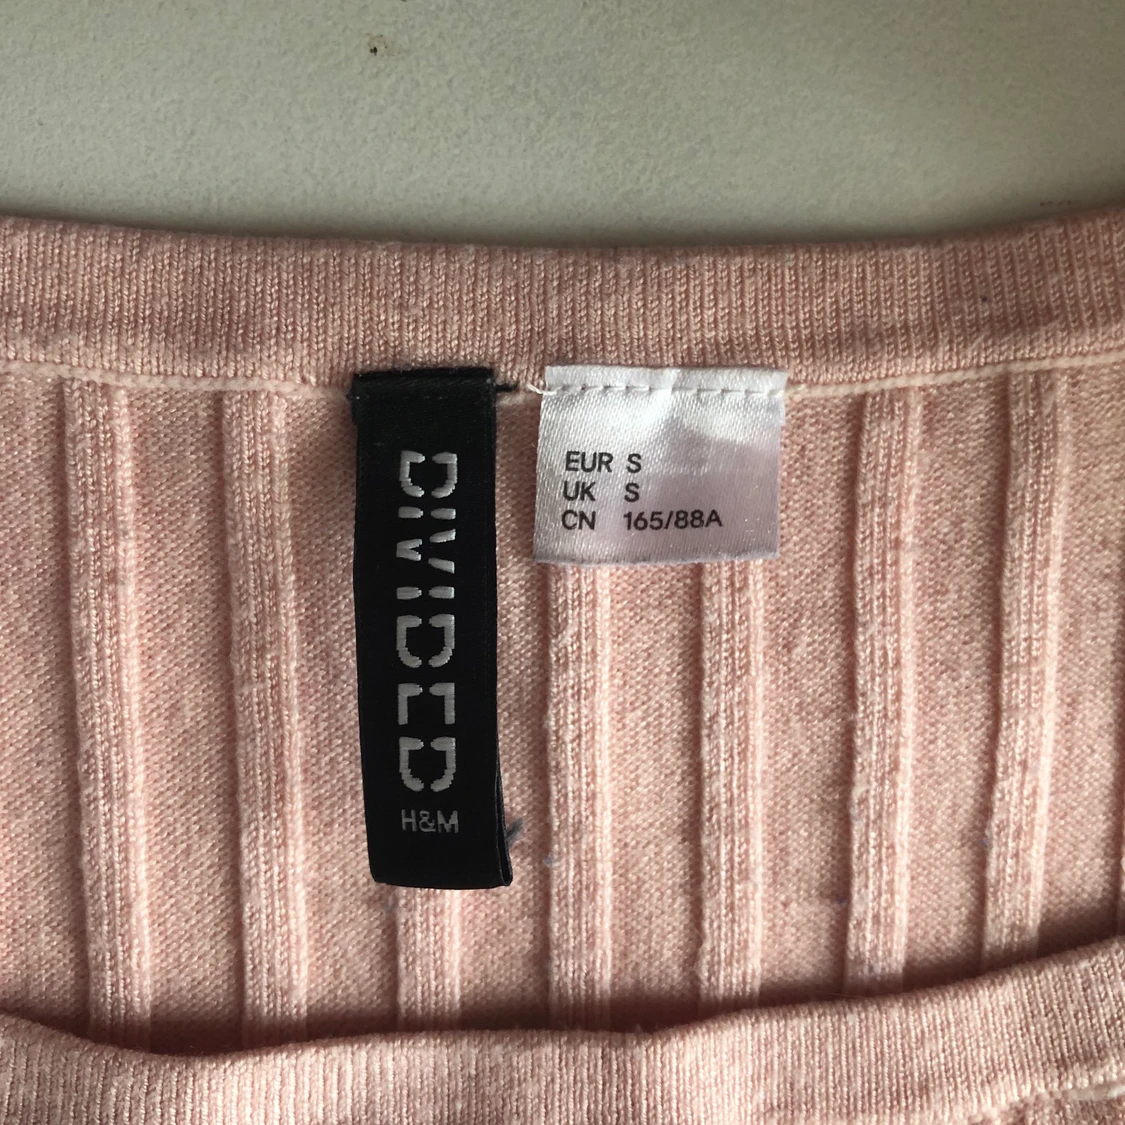 DIVIDED
H&M
EUR S
UK S
CN 165/88A